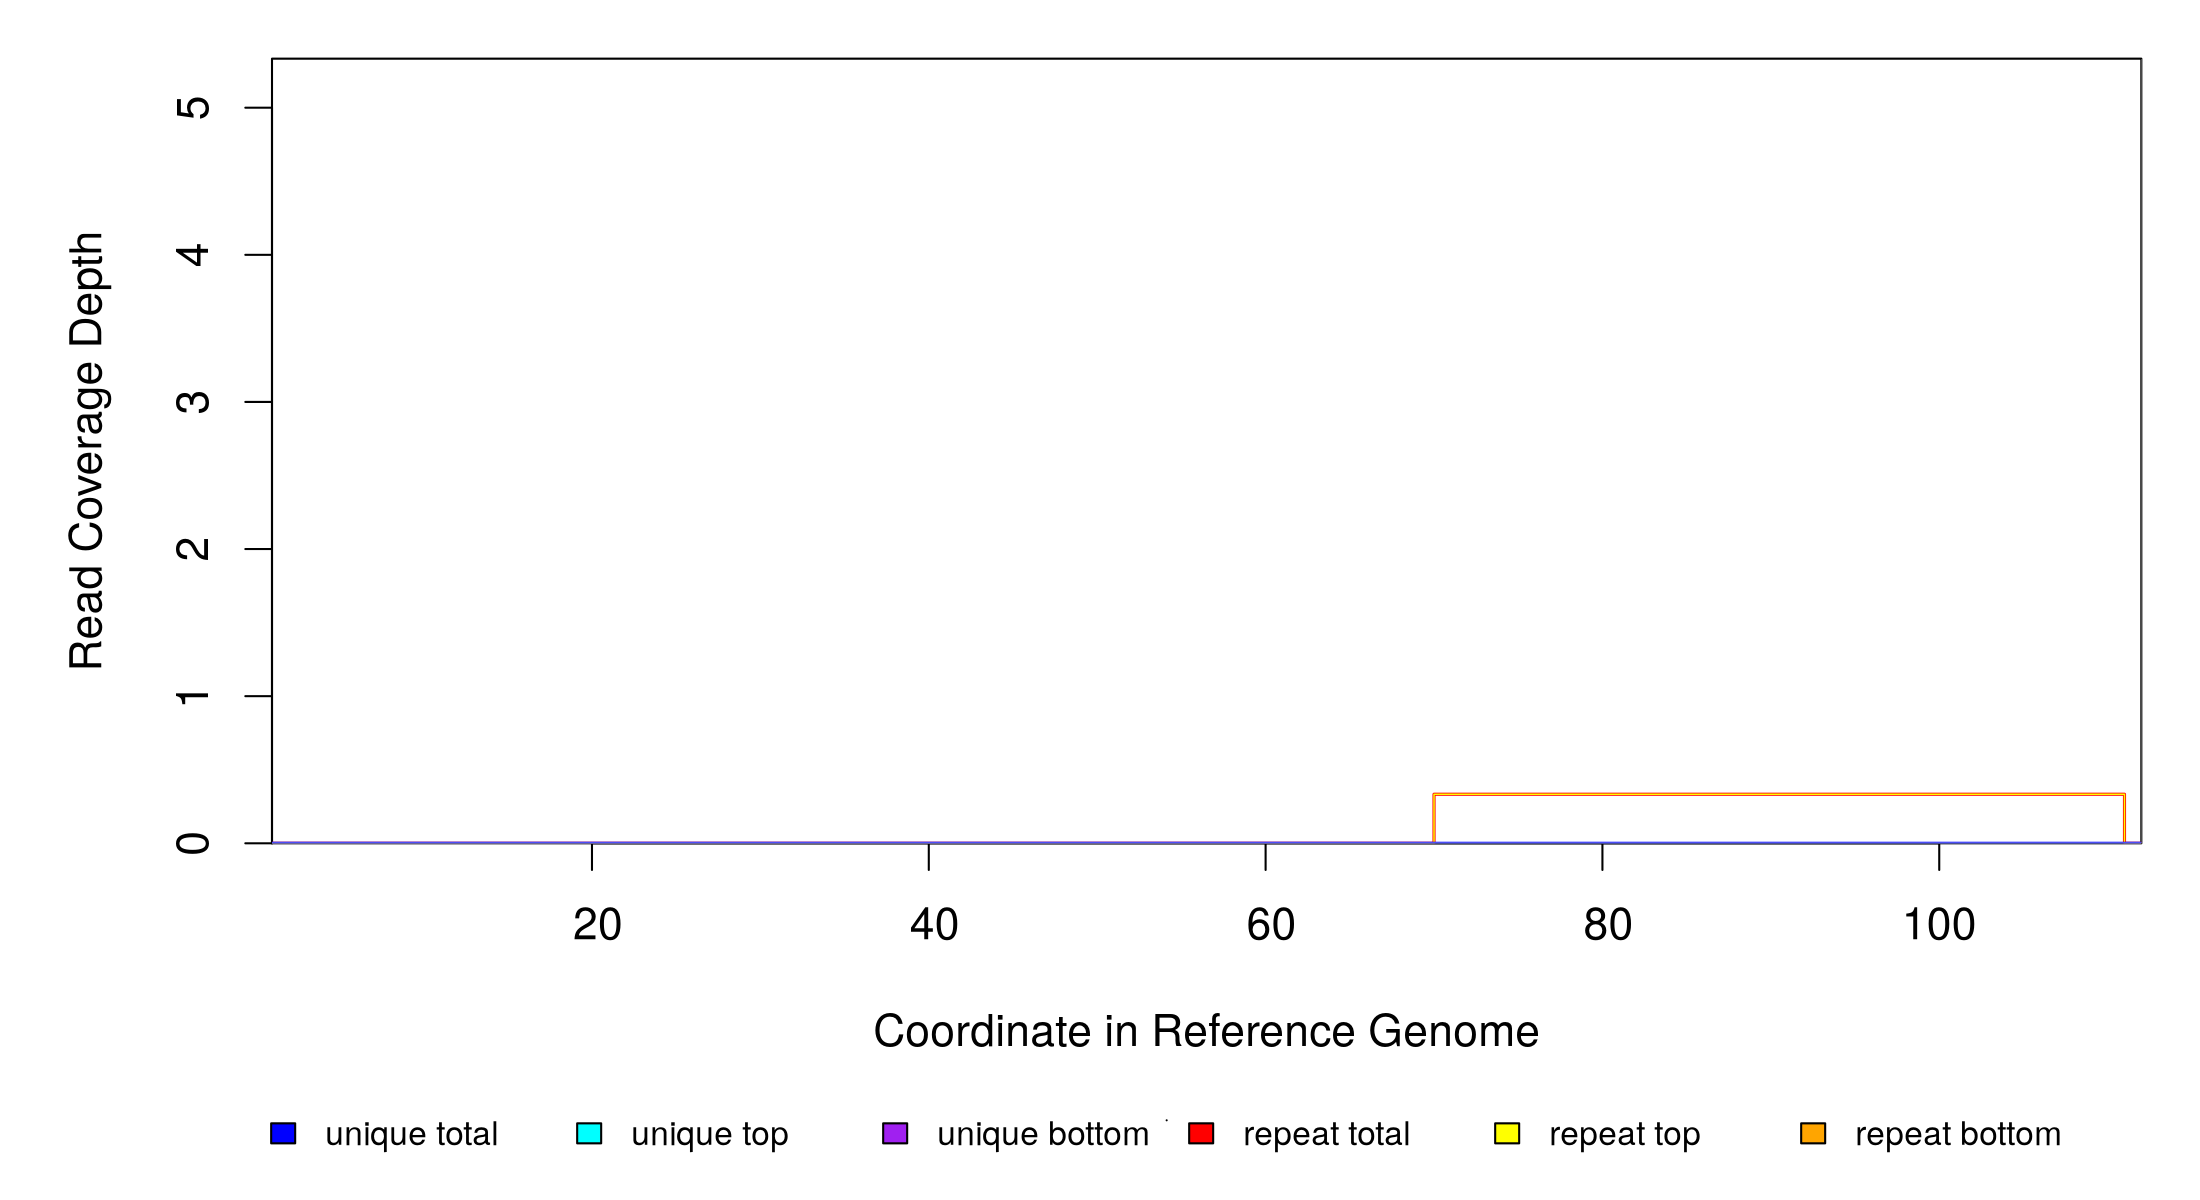 5
4
3
2
1
0
Read Coverage Depth
20 40 60 80 100
Coordinate in Reference Genome
unique total unique top unique bottom repeat total repeat top repeat bottom